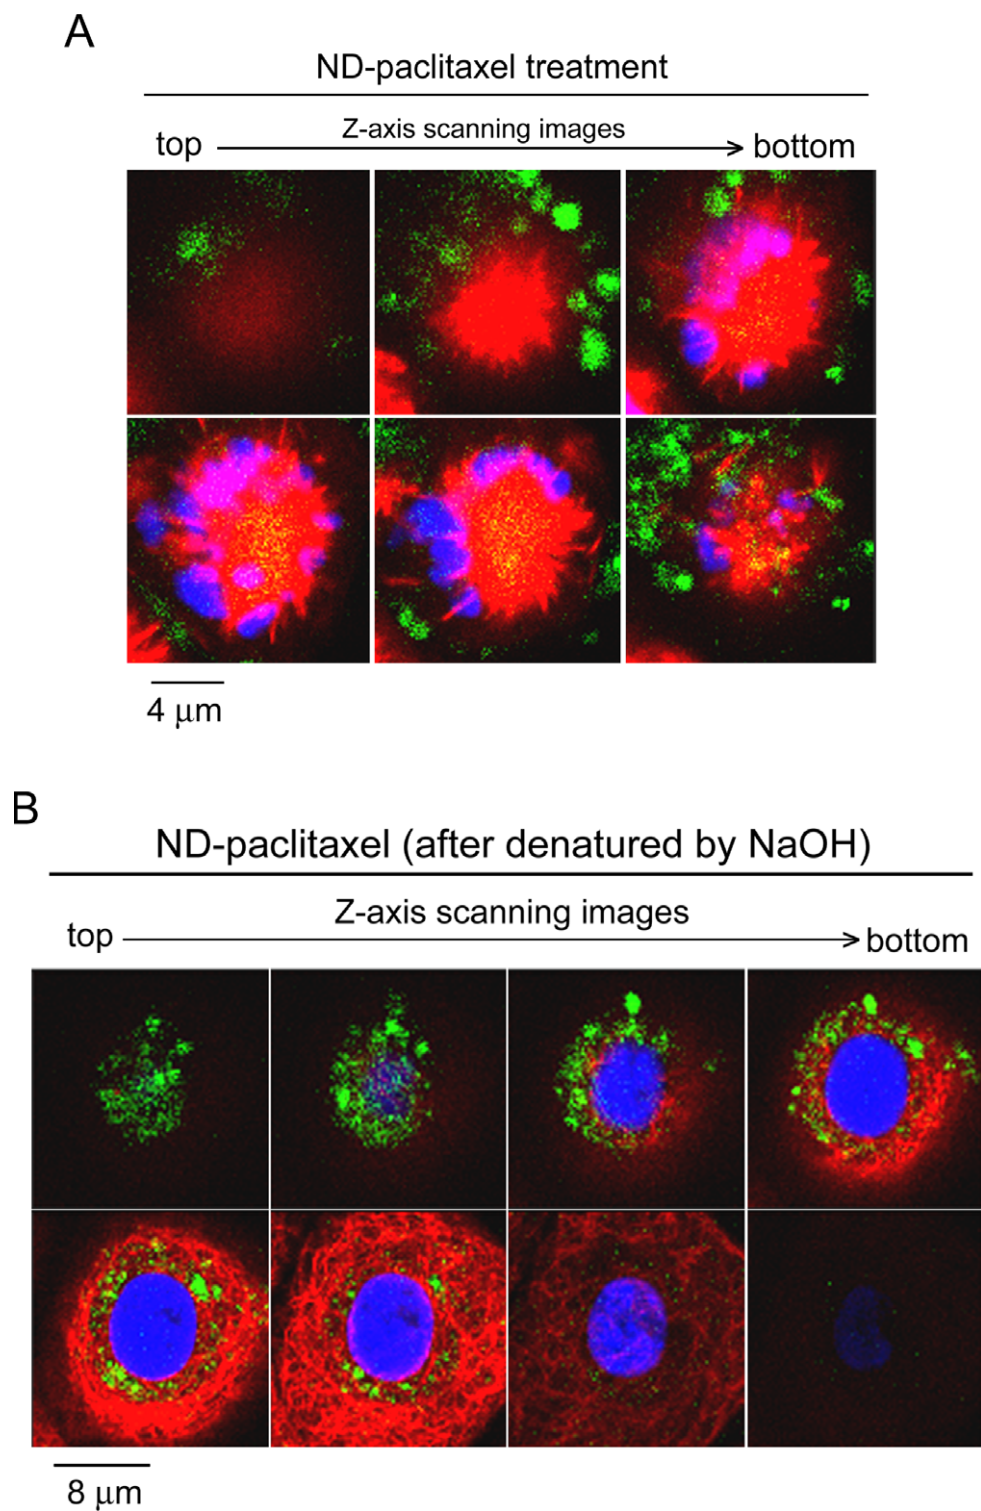 A
ND-paclitaxel treatment
Z-axis scanning images
top
bottom
4 μm
B
ND-paclitaxel (after denatured by NaOH)
Z-axis scanning images
top
bottom
8 μm